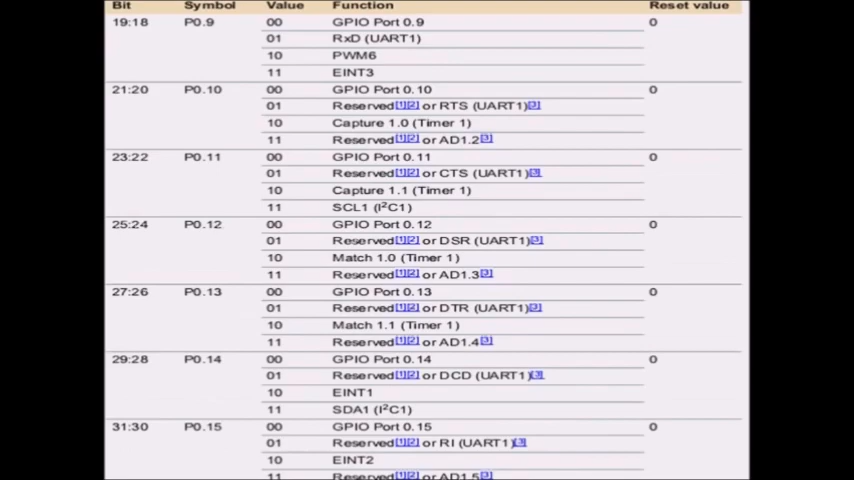 Bit Symbol Value Function Reset value
19:18 P0.9 00 GPIO Port 0.9 0
01 RxD (UART1)
10 PWM6
11 EINT3
21:20 P0.10 00 GPIO Port 0.10 0
01 Reserved[1][2] or RTS (UART1)[3]
10 Capture 1.0 (Timer 1)
11 Reserved[1][2] or AD1.2[3]
23:22 P0.11 00 GPIO Port 0.11 0
01 Reserved[1][2] or CTS (UART1)[3]
10 Capture 1.1 (Timer 1)
11 SCL1 (I²C1)
25:24 P0.12 00 GPIO Port 0.12 0
01 Reserved[1][2] or DSR (UART1)[3]
10 Match 1.0 (Timer 1)
11 Reserved[1][2] or AD1.3[3]
27:26 P0.13 00 GPIO Port 0.13 0
01 Reserved[1][2] or DTR (UART1)[3]
10 Match 1.1 (Timer 1)
11 Reserved[1][2] or AD1.4[3]
29:28 P0.14 00 GPIO Port 0.14 0
01 Reserved[1][2] or DCD (UART1)[3]
10 EINT1
11 SDA1 (I²C1)
31:30 P0.15 00 GPIO Port 0.15 0
01 Reserved[1][2] or RI (UART1)[3]
10 EINT2
11 Reserved[1][2] or AD1.5[3]